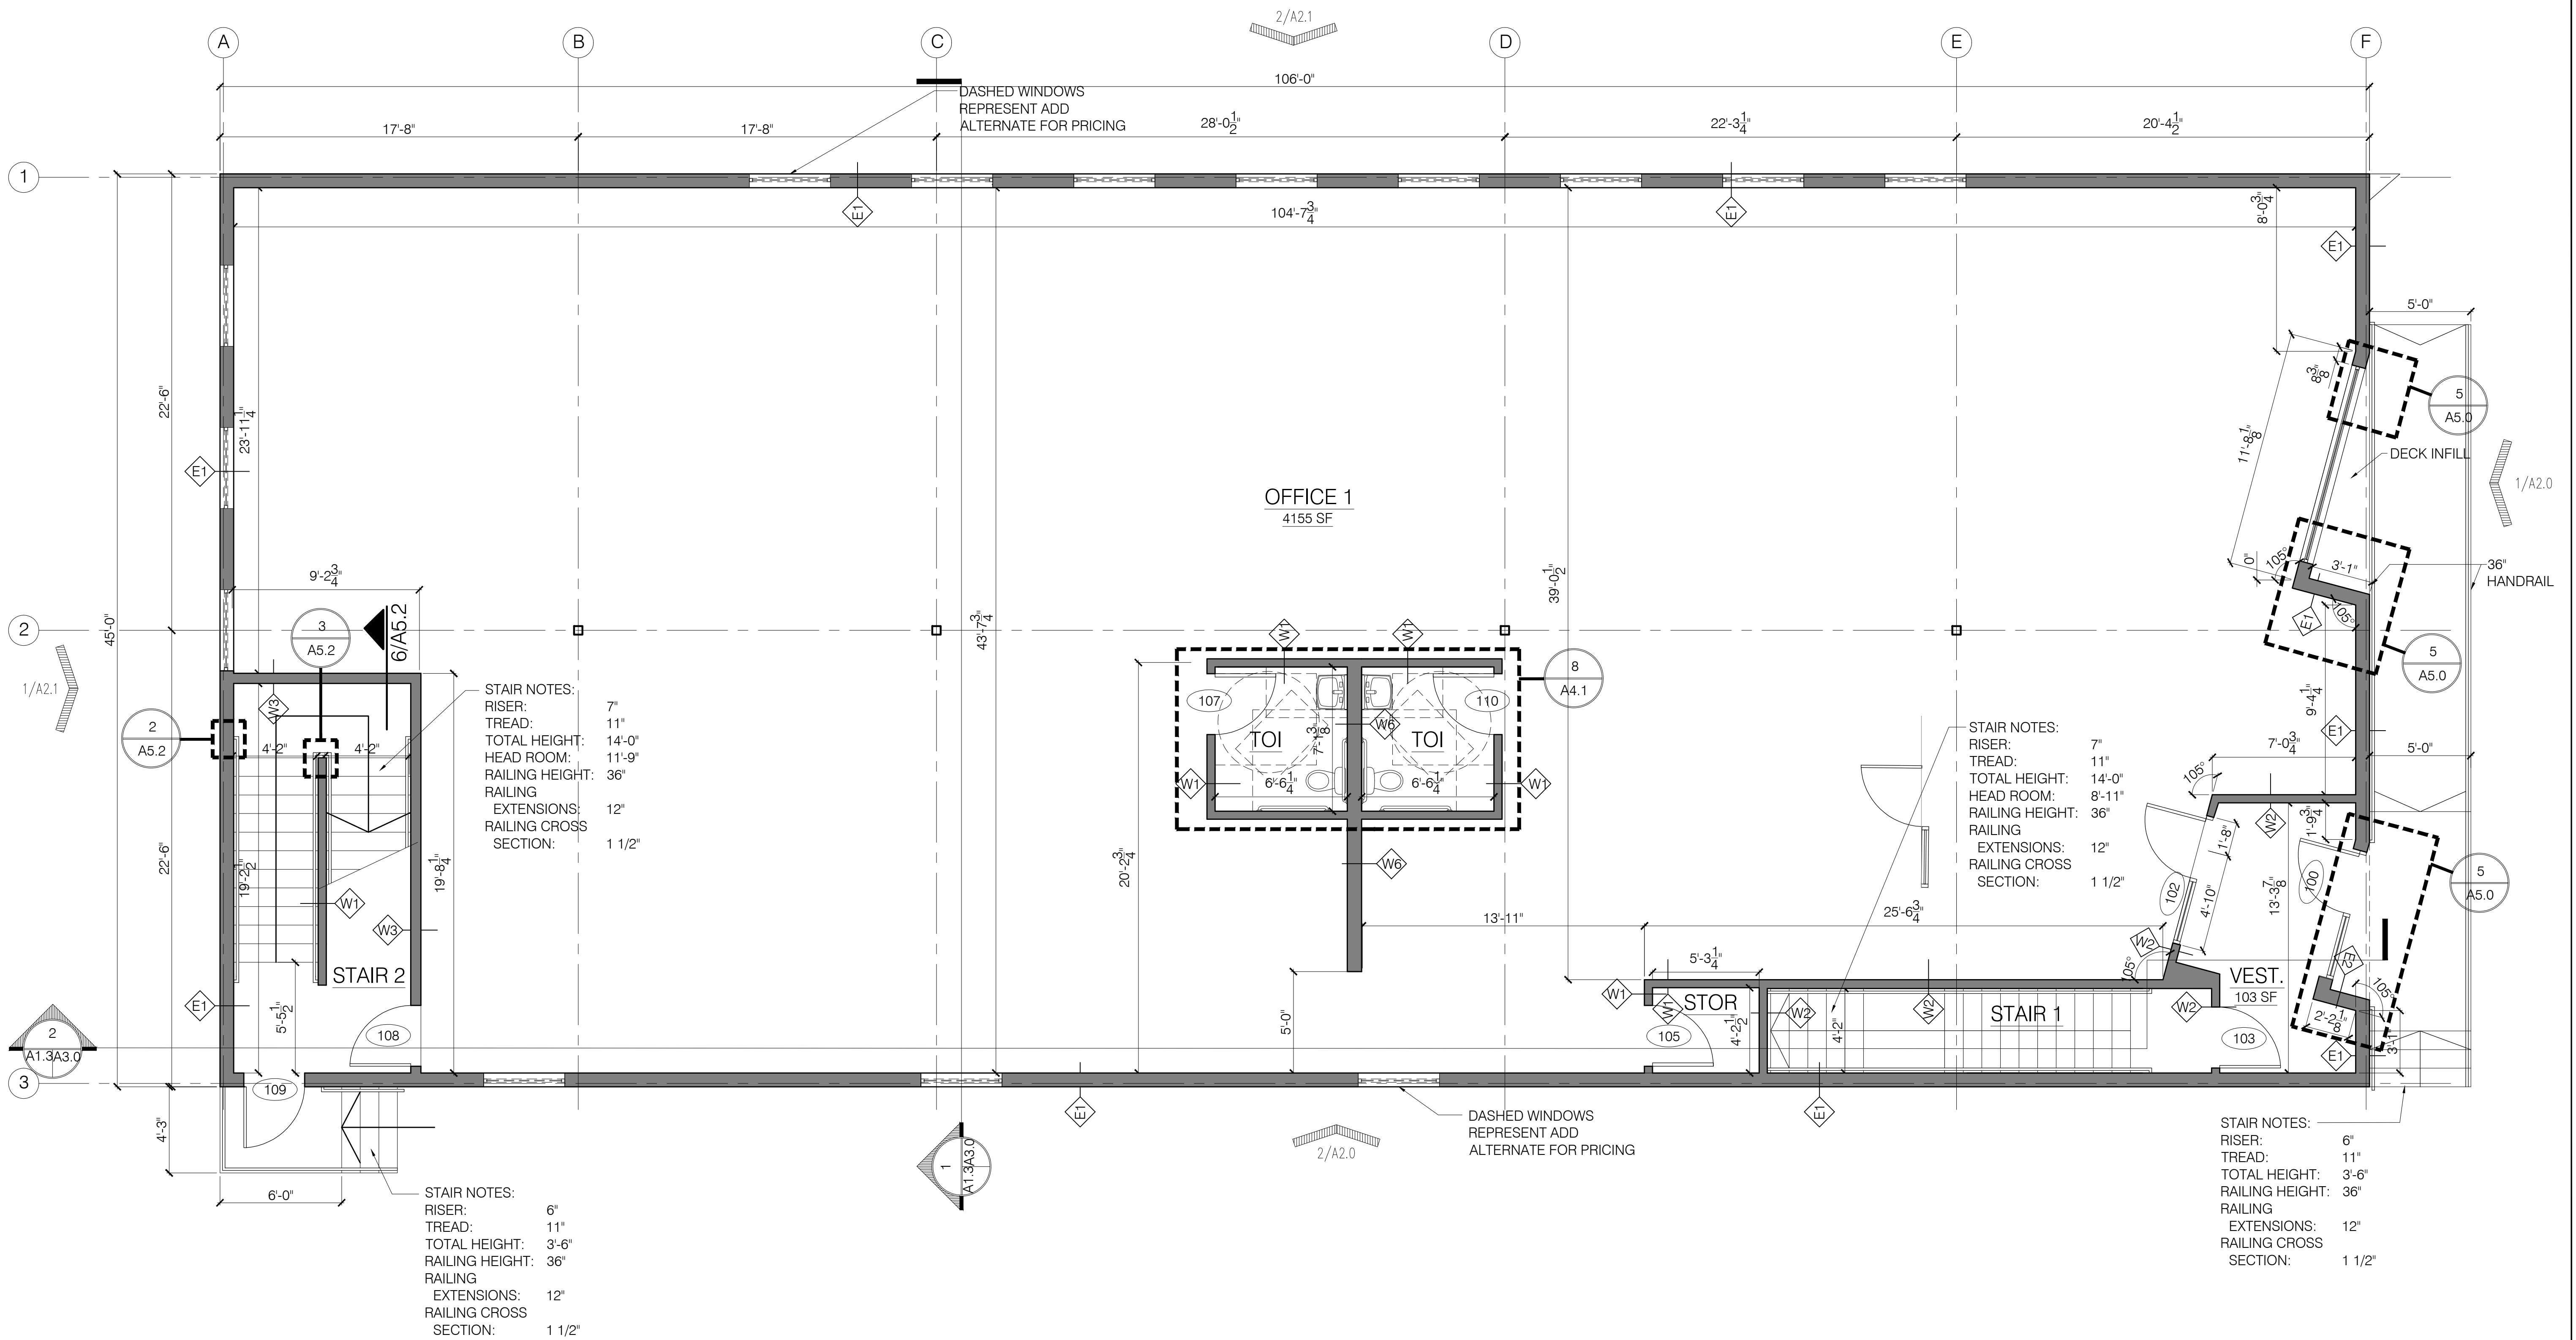 2/A2.1
A
B
C
D
E
F
106'-0"
DASHED WINDOWS
REPRESENT ADD
ALTERNATE FOR PRICING
17'-8"
17'-8"
28'-0 1/2"
22'-3 1/4"
20'-4 1/2"
1
E1
104'-7 3/4"
E1
8'-0 3/4"
E1
5'-0"
8 3/8"
5
A5.0
22'-6"
23'-11 1/4"
11'-8 1/8"
DECK INFILL
E1
1/A2.0
OFFICE 1
4155 SF
9'-2 3/4"
39'-0 1/2"
0"
105°
3'-1"
36"
HANDRAIL
105°
E1
2
45'-0"
3
A5.2
6/A5.2
43'-7 3/4"
W1
W1
5
A5.0
1/A2.1
8
A4.1
W3
STAIR NOTES:
RISER: 7"
TREAD: 11"
TOTAL HEIGHT: 14'-0"
HEAD ROOM: 11'-9"
RAILING HEIGHT: 36"
RAILING
EXTENSIONS: 12"
RAILING CROSS
SECTION: 1 1/2"
107
110
9'-4 1/4"
2
A5.2
4'-2"
4'-2"
TOI
7'-1 3/8"
W6
TOI
E1
STAIR NOTES:
RISER: 7"
TREAD: 11"
TOTAL HEIGHT: 14'-0"
HEAD ROOM: 8'-11"
RAILING HEIGHT: 36"
RAILING
EXTENSIONS: 12"
RAILING CROSS
SECTION: 1 1/2"
7'-0 3/4"
5'-0"
105°
W1
6'-6 1/4"
6'-6 1/4"
W1
W2
1'-9 3/4"
1'-8"
22'-6"
19'-2 1/2"
19'-8 1/4"
20'-2 3/4"
W6
W1
102
4'-10"
13'-3 7/8"
100
5
A5.0
W3
13'-11"
25'-6 3/4"
W2
E2
STAIR 2
5'-3 1/4"
105°
VEST.
103 SF
105°
E1
5'-5 1/2"
W1
W1
STOR
W2
W2
STAIR 1
W2
2'-2 1/8"
5'-0"
108
105
4'-2 1/2"
4'-2"
103
3'-1"
E1
2
A1.3A3.0
3
109
4'-3"
E1
E1
DASHED WINDOWS
REPRESENT ADD
ALTERNATE FOR PRICING
2/A2.0
1
A1.3A3.0
6'-0"
STAIR NOTES:
RISER: 6"
TREAD: 11"
TOTAL HEIGHT: 3'-6"
RAILING HEIGHT: 36"
RAILING
EXTENSIONS: 12"
RAILING CROSS
SECTION: 1 1/2"
STAIR NOTES:
RISER: 6"
TREAD: 11"
TOTAL HEIGHT: 3'-6"
RAILING HEIGHT: 36"
RAILING
EXTENSIONS: 12"
RAILING CROSS
SECTION: 1 1/2"